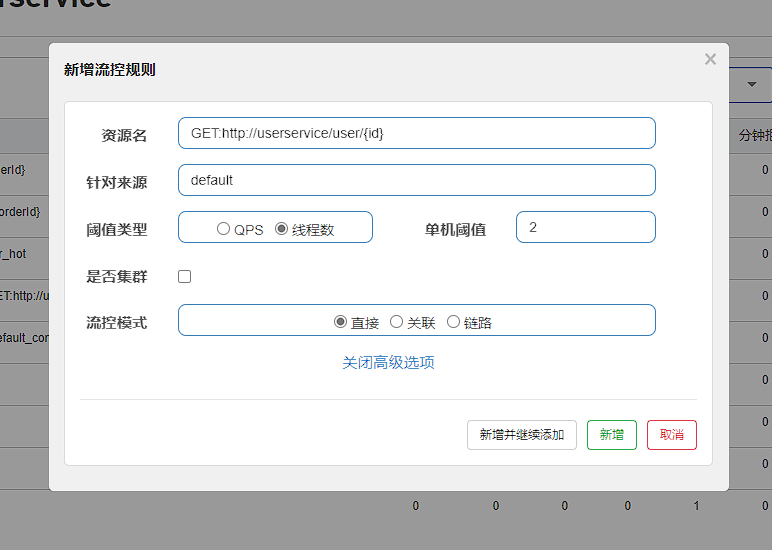 erservice
新增流控规则
×
资源名 GET:http://userservice/user/{id}
分钟拒
erId}
0
针对来源 default
orderId}
0
阈值类型 QPS 线程数 单机阈值 2
r_hot
0
是否集群
ET:http://u
0
流控模式 直接 关联 链路
efault_con
0
关闭高级选项
0
0
新增并继续添加 新增 取消
0
0 0 0 0 1 0